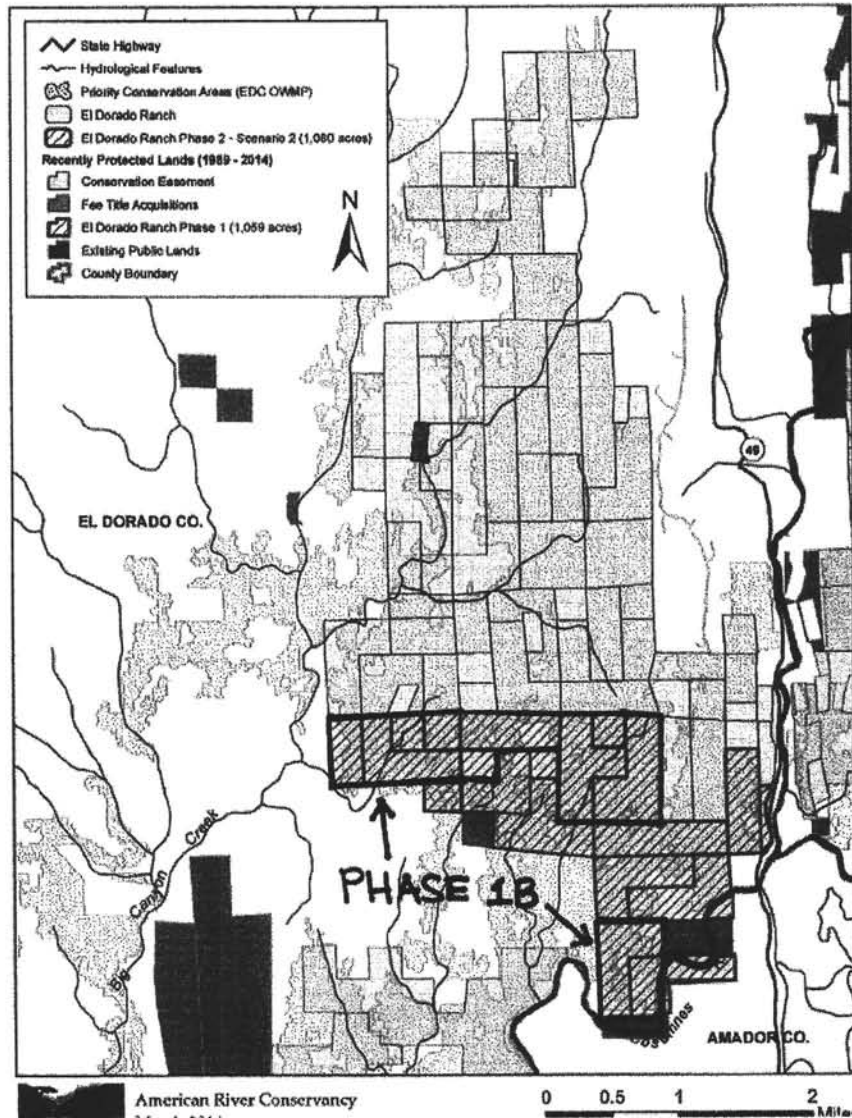 State Highway
Hydrological Features
Priority Conservation Areas (EDC OWMP)
El Dorado Ranch
El Dorado Ranch Phase 2 - Scenario 2 (1,080 acres)
Recently Protected Lands (1989 - 2014)
Conservation Easement
Fee Title Acquisitions
El Dorado Ranch Phase 1 (1,059 acres)
Existing Public Lands
County Boundary
N
49
EL DORADO CO.
Big Canyon Creek
PHASE 1B
Cosumnes
AMADOR CO.
American River Conservancy
0 0.5 1 2